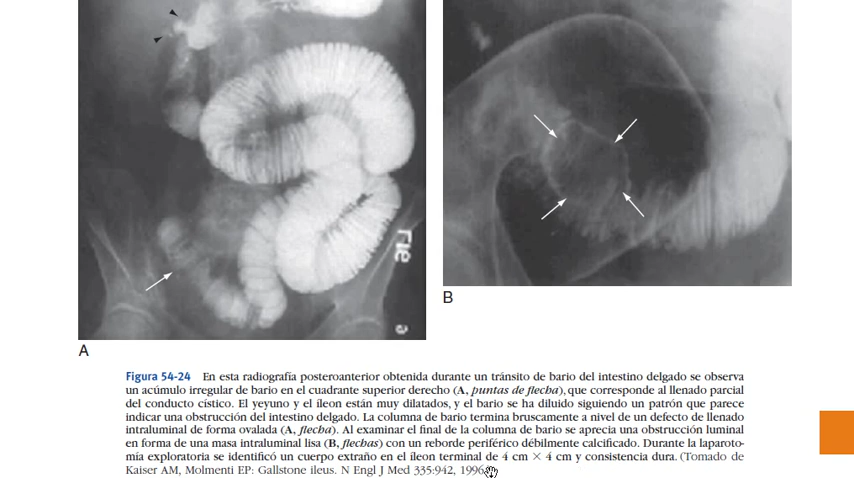 A
B
Figura 54-24 En esta radiografía posteroanterior obtenida durante un tránsito de bario del intestino delgado se observa
un acúmulo irregular de bario en el cuadrante superior derecho (A, puntas de flecha), que corresponde al llenado parcial
del conducto cístico. El yeyuno y el íleon están muy dilatados, y el bario se ha diluido siguiendo un patrón que parece
indicar una obstrucción del intestino delgado. La columna de bario termina bruscamente a nivel de un defecto de llenado
intraluminal de forma ovalada (A, flecha). Al examinar el final de la columna de bario se aprecia una obstrucción luminal
en forma de una masa intraluminal lisa (B, flechas) con un reborde periférico débilmente calcificado. Durante la laparoto-
mía exploratoria se identificó un cuerpo extraño en el íleon terminal de 4 cm × 4 cm y consistencia dura. (Tomado de
Kaiser AM, Molmenti EP: Gallstone ileus. N Engl J Med 335:942, 1996